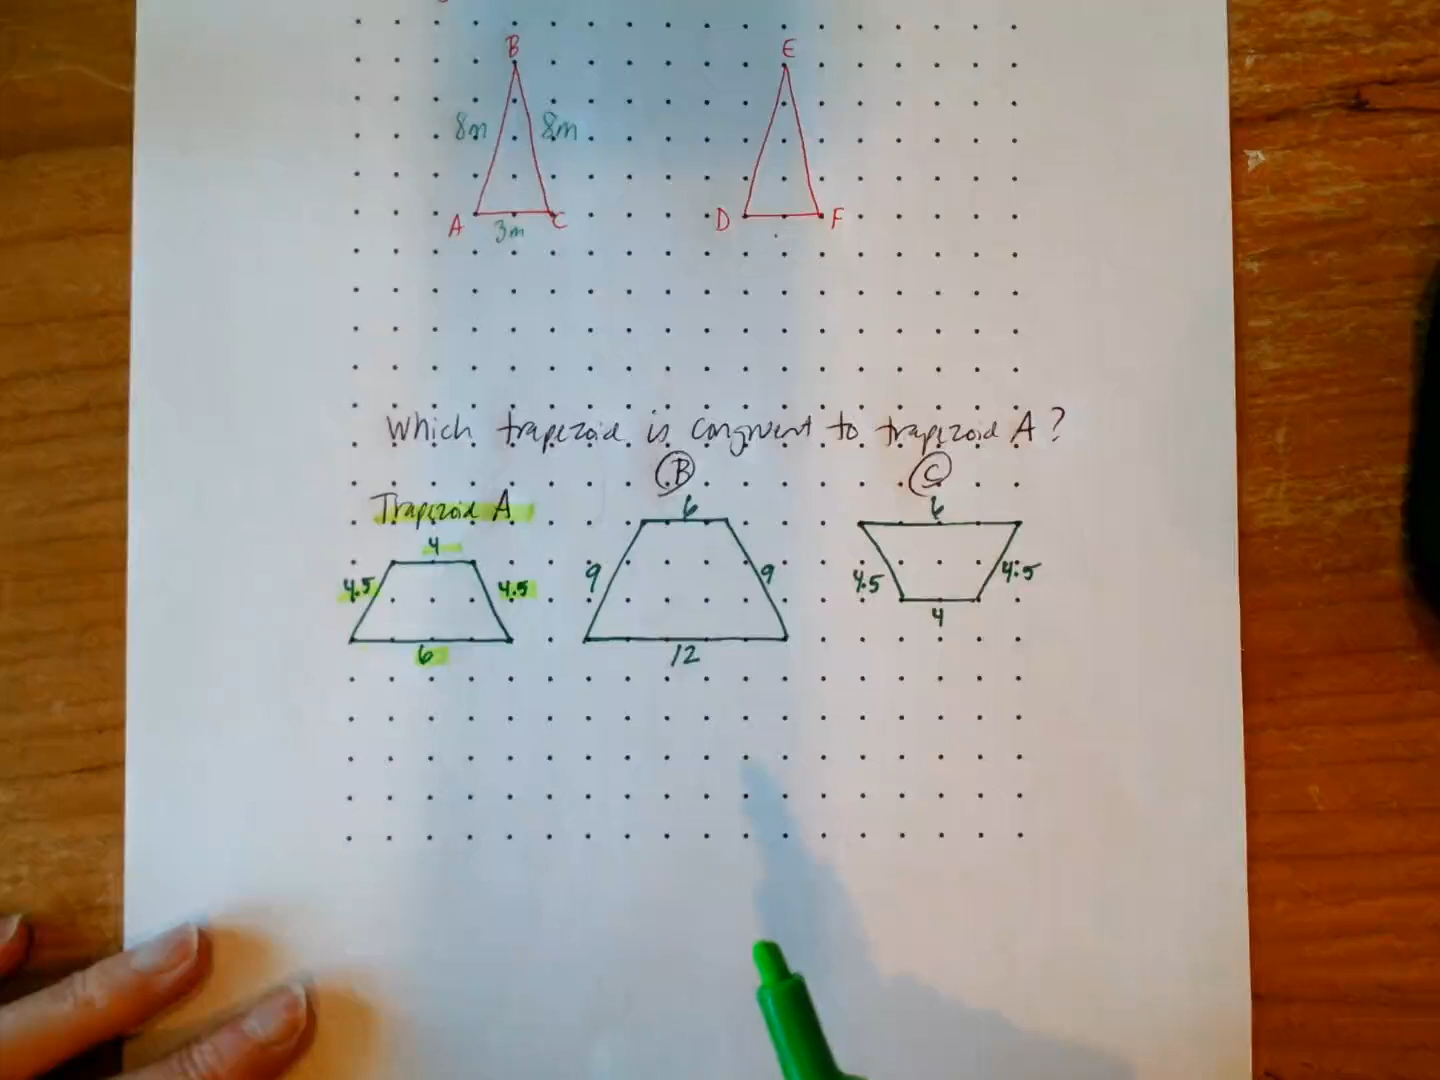 B
E
8m 8m
A C
3m
D F
Which trapezoid is congruent to trapezoid A?
B C
Trapezoid A
6 6
4
4.5 4.5
9 9
4.5 4.5
4
6
12